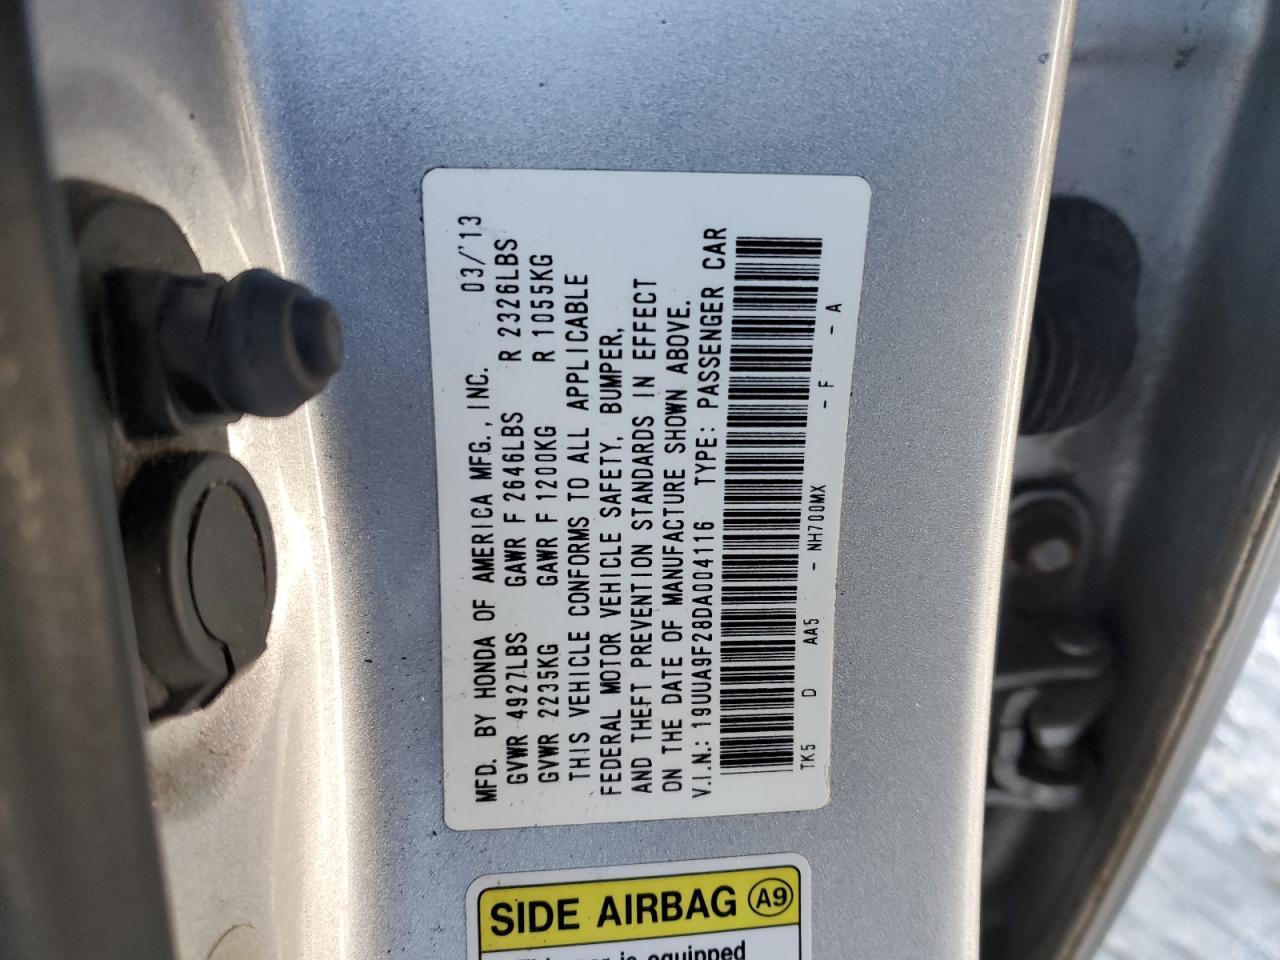 MFD. BY HONDA OF AMERICA MFG., INC. 03/'13
GVWR 4927LBS GAWR F 2646LBS R 2326LBS
GVWR 2235KG GAWR F 1200KG R 1055KG
THIS VEHICLE CONFORMS TO ALL APPLICABLE
FEDERAL MOTOR VEHICLE SAFETY, BUMPER,
AND THEFT PREVENTION STANDARDS IN EFFECT
ON THE DATE OF MANUFACTURE SHOWN ABOVE.
V.I.N.: 19UUA9F28DA004116 TYPE: PASSENGER CAR
TK5 D AA5 - NH700MX - F - A
SIDE AIRBAG A9
is equipped